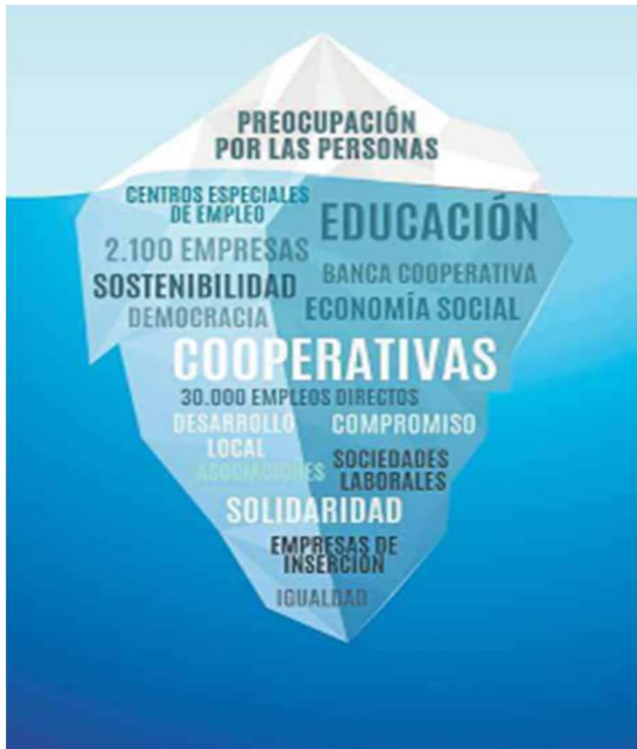 PREOCUPACIÓN
POR LAS PERSONAS
CENTROS ESPECIALES
DE EMPLEO
EDUCACIÓN
2.100 EMPRESAS
BANCA COOPERATIVA
SOSTENIBILIDAD
ECONOMÍA SOCIAL
DEMOCRACIA
COOPERATIVAS
30.000 EMPLEOS DIRECTOS
DESARROLLO
LOCAL
COMPROMISO
ASOCIACIONES
SOCIEDADES
LABORALES
SOLIDARIDAD
EMPRESAS DE
INSERCIÓN
IGUALDAD